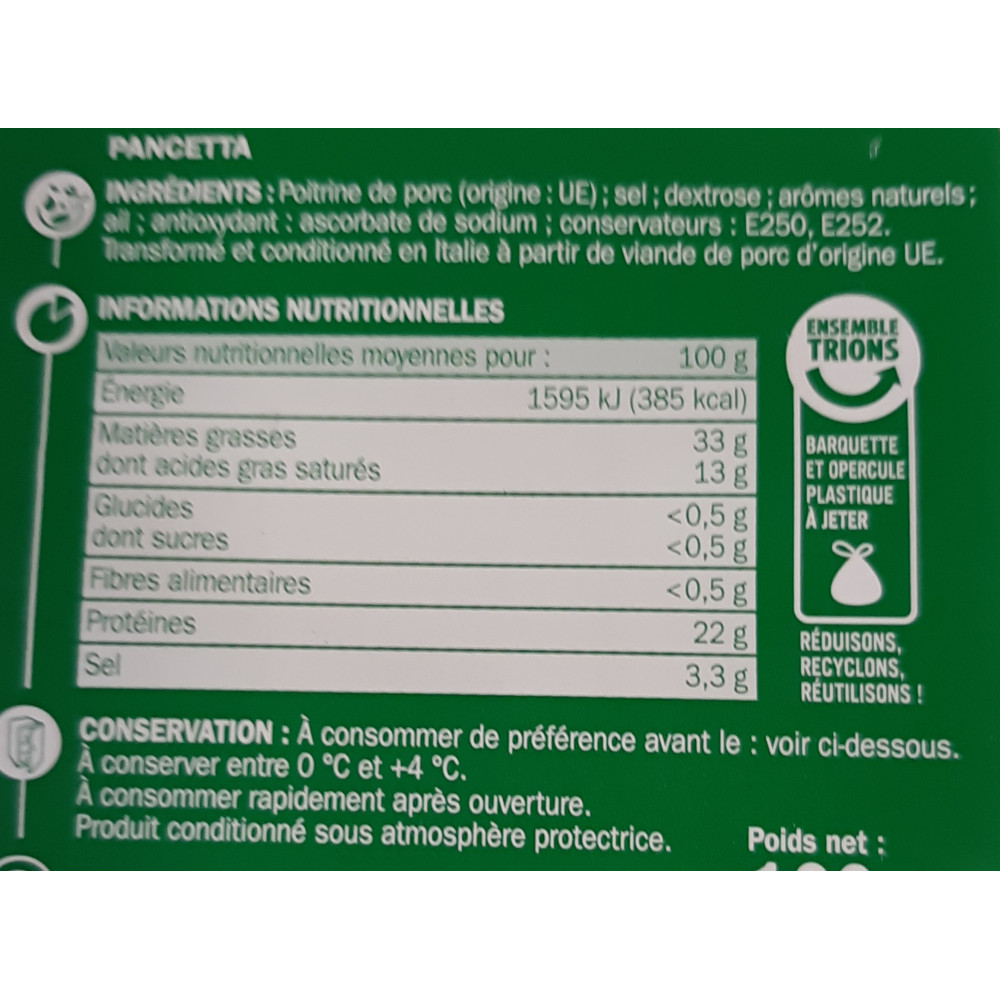 PANCETTA
INGRÉDIENTS : Poitrine de porc (origine : UE) ; sel ; dextrose ; arômes naturels ;
ail ; antioxydant : ascorbate de sodium ; conservateurs : E250, E252.
Transformé et conditionné en Italie à partir de viande de porc d'origine UE.
INFORMATIONS NUTRITIONNELLES
Valeurs nutritionnelles moyennes pour : 100 g
Énergie 1595 kJ (385 kcal)
Matières grasses 33 g
dont acides gras saturés 13 g
Glucides <0,5 g
dont sucres <0,5 g
Fibres alimentaires <0,5 g
Protéines 22 g
Sel 3,3 g
ENSEMBLE
TRIONS
BARQUETTE
ET OPERCULE
PLASTIQUE
À JETER
RÉDUISONS,
RECYCLONS,
RÉUTILISONS !
CONSERVATION : À consommer de préférence avant le : voir ci-dessous.
À conserver entre 0 °C et +4 °C.
À consommer rapidement après ouverture.
Produit conditionné sous atmosphère protectrice.
Poids net :